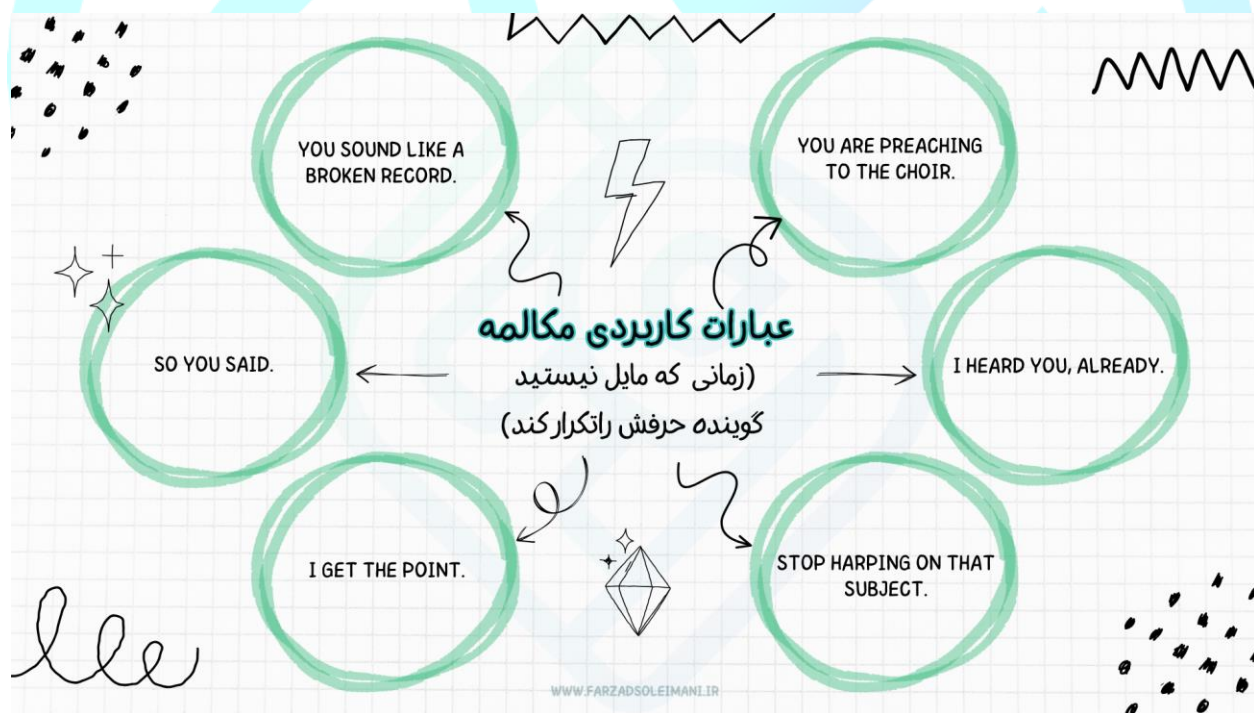 YOU SOUND LIKE A
BROKEN RECORD.
YOU ARE PREACHING
TO THE CHOIR.
SO YOU SAID.
عبارات کاربردی مکالمه
(زمانی که مایل نیستید
گوینده حرفش راتکرار کند)
I HEARD YOU, ALREADY.
I GET THE POINT.
STOP HARPING ON THAT
SUBJECT.
WWW.FARZADSOLEIMANI.IR